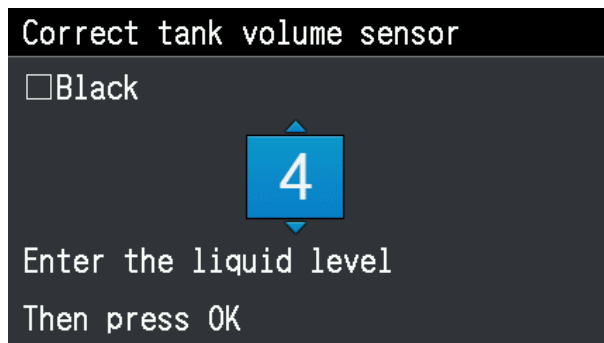 Correct tank volume sensor
□Black
4
Enter the liquid level
Then press OK